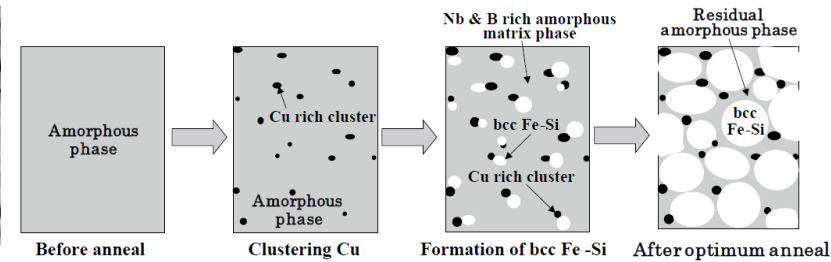 Amorphous
phase
Before anneal
Cu rich cluster
Amorphous
phase
Clustering Cu
Nb & B rich amorphous
matrix phase
bcc Fe-Si
Cu rich cluster
Formation of bcc Fe -Si
Residual
amorphous phase
bcc
Fe-Si
After optimum anneal